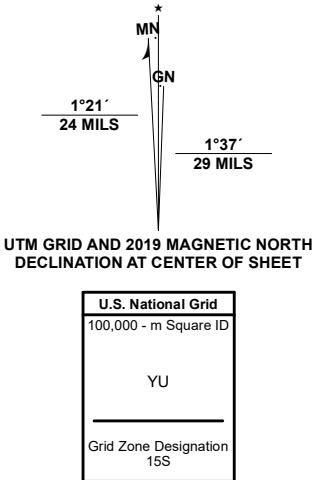 MN
GN
1°21´
24 MILS
1°37´
29 MILS
UTM GRID AND 2019 MAGNETIC NORTH
DECLINATION AT CENTER OF SHEET
U.S. National Grid
100,000 - m Square ID
YU
Grid Zone Designation
15S